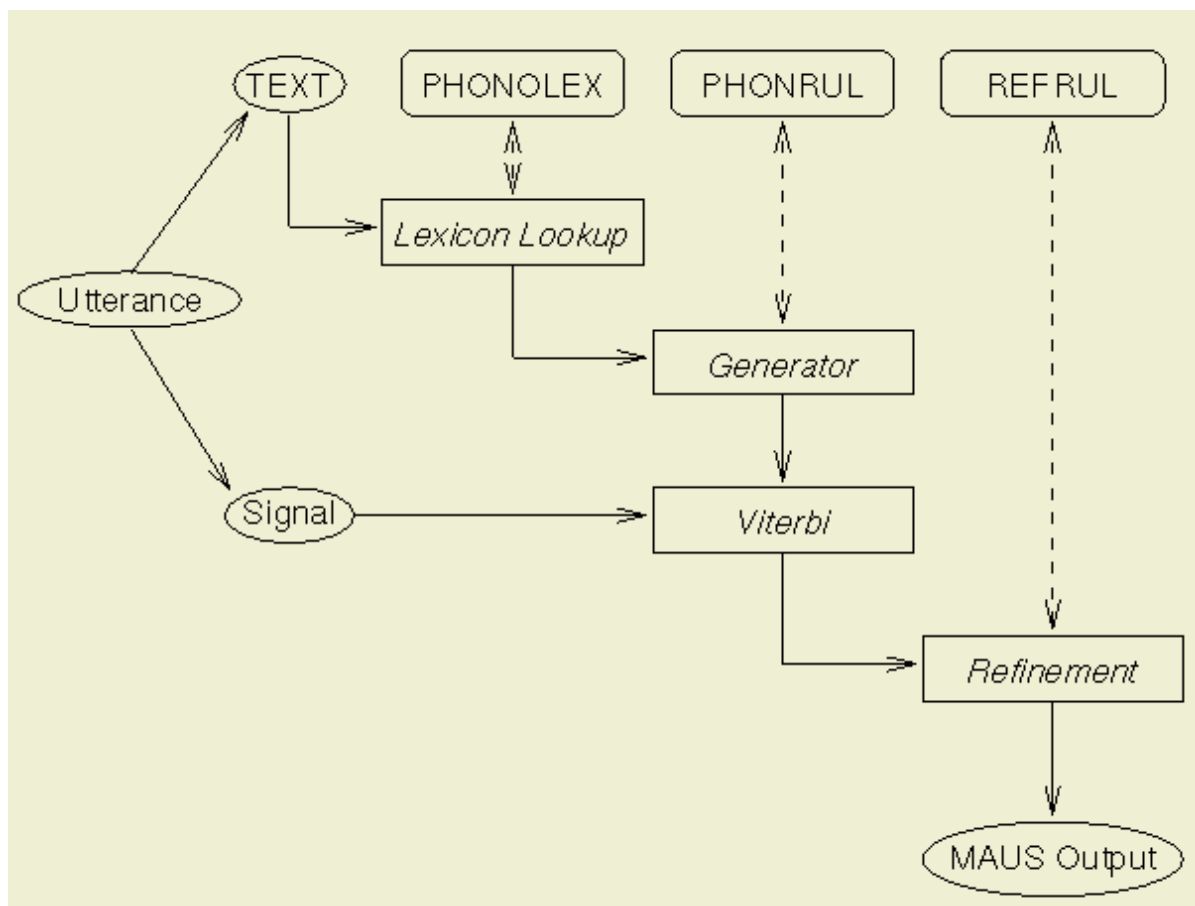 TEXT
PHONOLEX
PHONRUL
REFRUL
Lexicon Lookup
Utterance
Generator
Signal
Viterbi
Refinement
MAUS Output